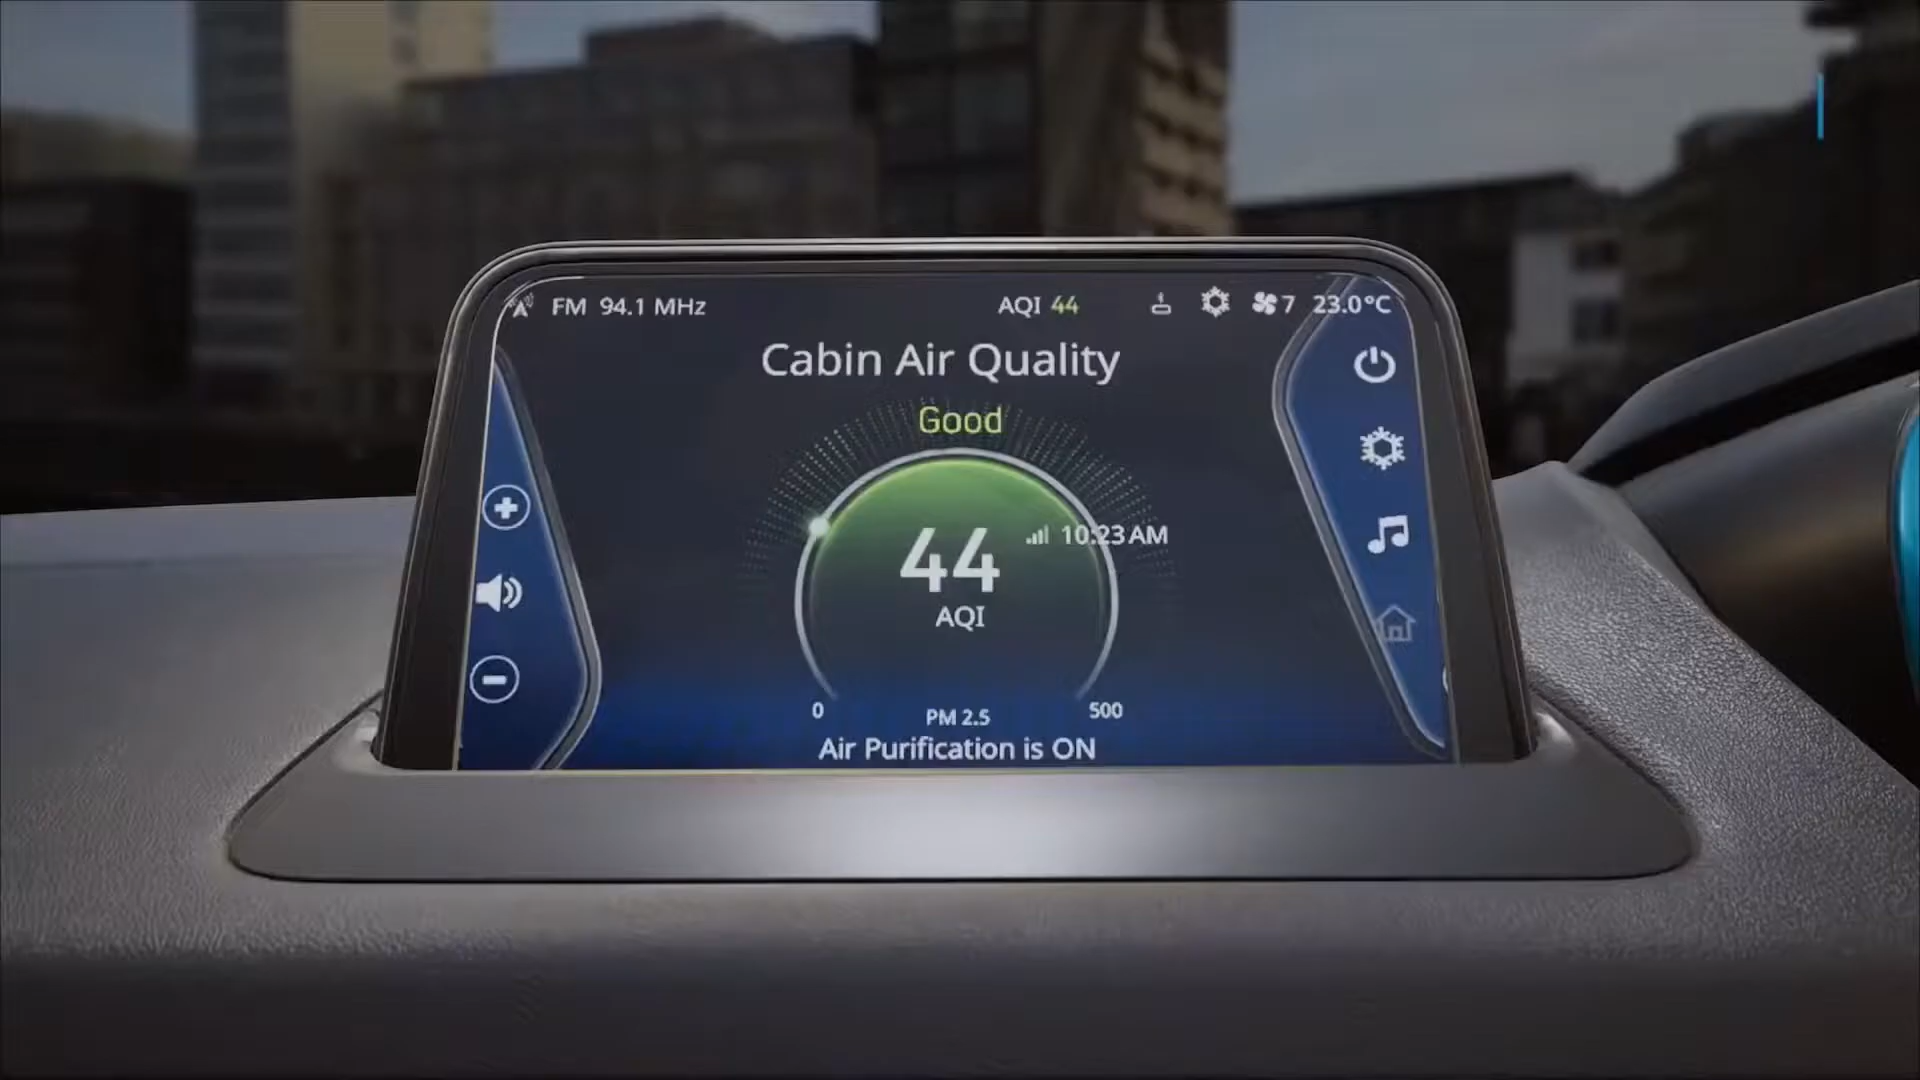 FM 94.1 MHz AQI 44 7 23.0°C
Cabin Air Quality
Good
44
10:23 AM
AQI
0 PM 2.5 500
Air Purification is ON